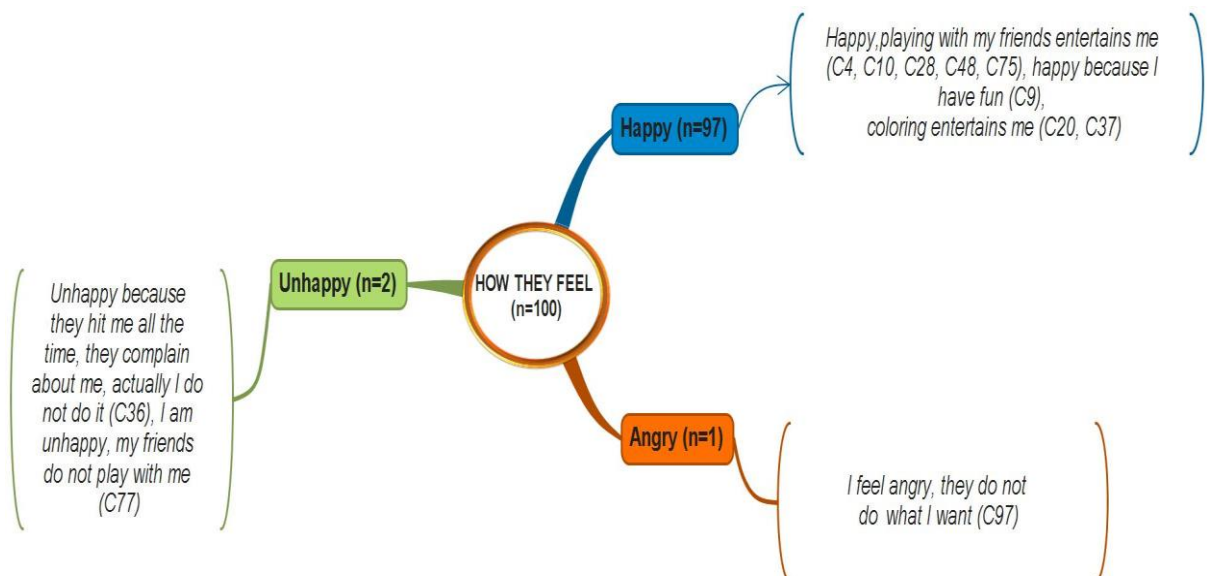 Happy,playing with my friends entertains me
(C4, C10, C28, C48, C75), happy because I
have fun (C9),
coloring entertains me (C20, C37)
Happy (n=97)
HOW THEY FEEL
(n=100)
Unhappy (n=2)
Unhappy because
they hit me all the
time, they complain
about me, actually I do
not do it (C36), I am
unhappy, my friends
do not play with me
(C77)
Angry (n=1)
I feel angry, they do not
do what I want (C97)